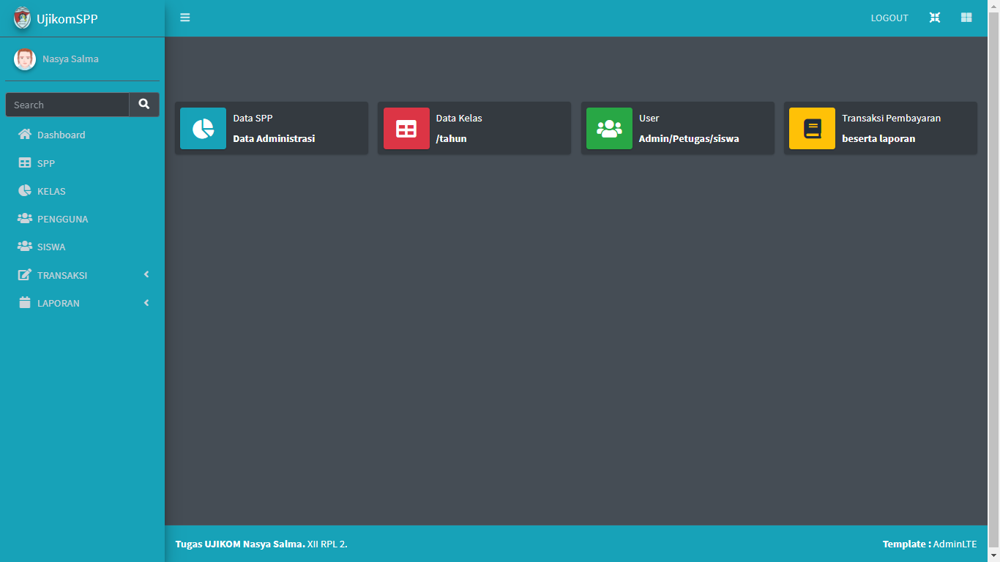 UjikomSPP
LOGOUT
Nasya Salma
Search
Dashboard
SPP
KELAS
PENGGUNA
SISWA
TRANSAKSI
LAPORAN
Data SPP
Data Administrasi
Data Kelas
/tahun
User
Admin/Petugas/siswa
Transaksi Pembayaran
beserta laporan
Tugas UJIKOM Nasya Salma. XII RPL 2.
Template : AdminLTE